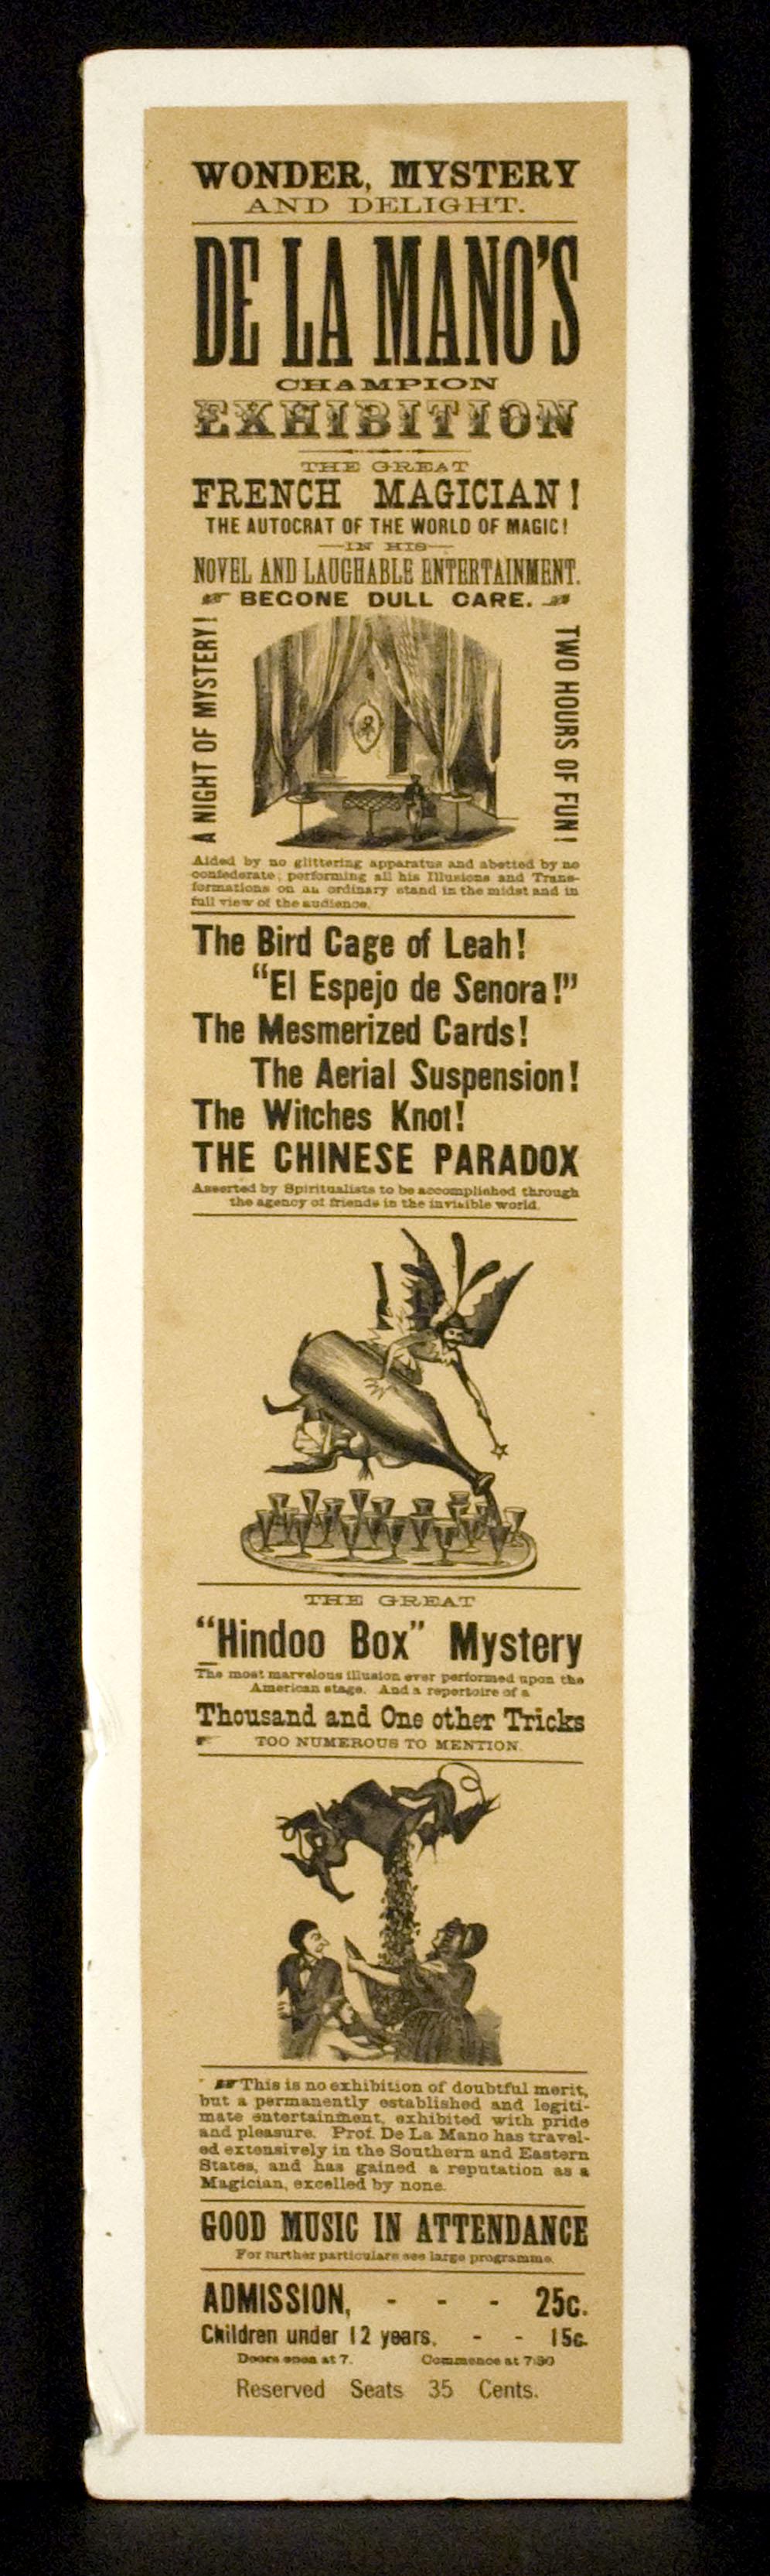 WONDER, MYSTERY
AND DELIGHT.
DE LA MANO'S
CHAMPION
EXHIBITION
THE GREAT
FRENCH MAGICIAN!
THE AUTOCRAT OF THE WORLD OF MAGIC!
—IN HIS—
NOVEL AND LAUGHABLE ENTERTAINMENT.
☞ BEGONE DULL CARE. ☜
A NIGHT OF MYSTERY!
TWO HOURS OF FUN!
Aided by no glittering apparatus and abetted by no
confederate; performing all his Illusions and Trans-
formations on an ordinary stand in the midst and in
full view of the audience.
The Bird Cage of Leah!
"El Espejo de Senora!"
The Mesmerized Cards!
The Aerial Suspension!
The Witches Knot!
THE CHINESE PARADOX
Asserted by Spiritualists to be accomplished through
the agency of friends in the invisible world.
THE GREAT
"Hindoo Box" Mystery
The most marvelous illusion ever performed upon the
American stage. And a repertoire of a
Thousand and One other Tricks
☞ TOO NUMEROUS TO MENTION.
☞ This is no exhibition of doubtful merit,
but a permanently established and legiti-
mate entertainment, exhibited with pride
and pleasure. Prof. De La Mano has travel-
ed extensively in the Southern and Eastern
States, and has gained a reputation as a
Magician, excelled by none.
GOOD MUSIC IN ATTENDANCE
For further particulars see large programme.
ADMISSION, - - - 25c.
Children under 12 years, - - 15c.
Doors open at 7. Commence at 7:30
Reserved Seats 35 Cents.